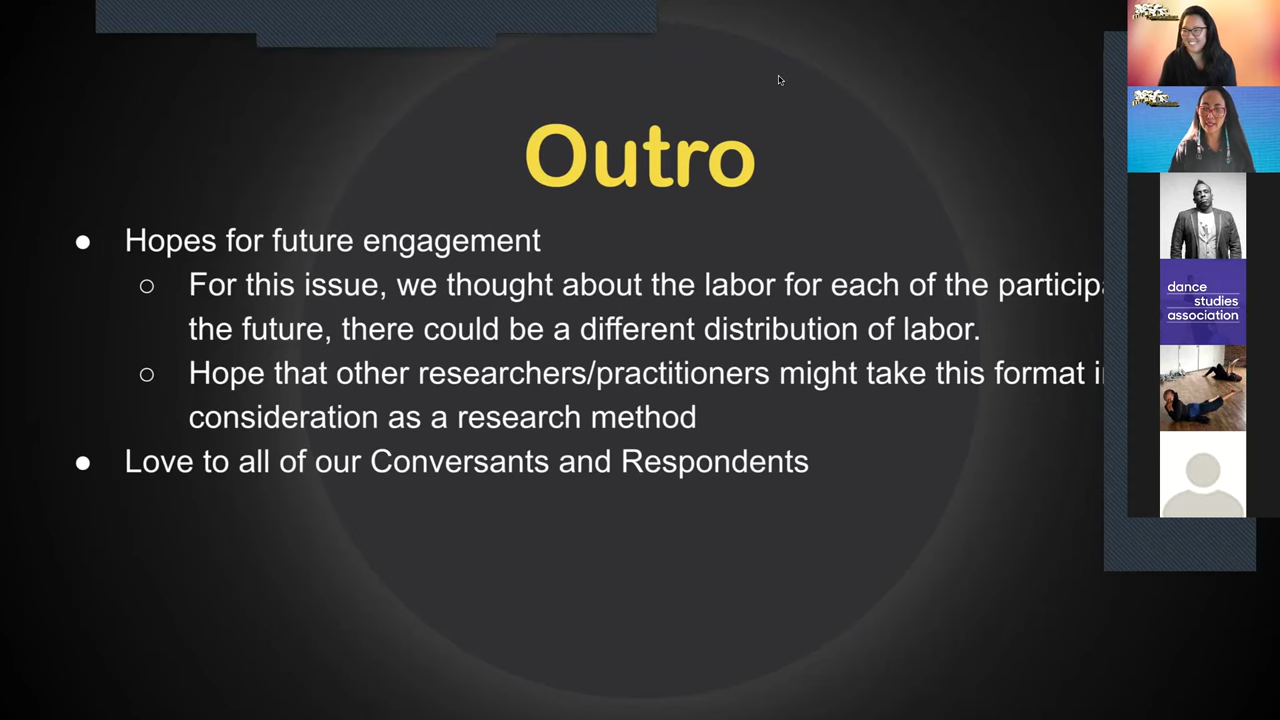 Outro
● Hopes for future engagement
○ For this issue, we thought about the labor for each of the
the future, there could be a different distribution of labor.
○ Hope that other researchers/practitioners might take this format
consideration as a research method
● Love to all of our Conversants and Respondents
dance
studies
association